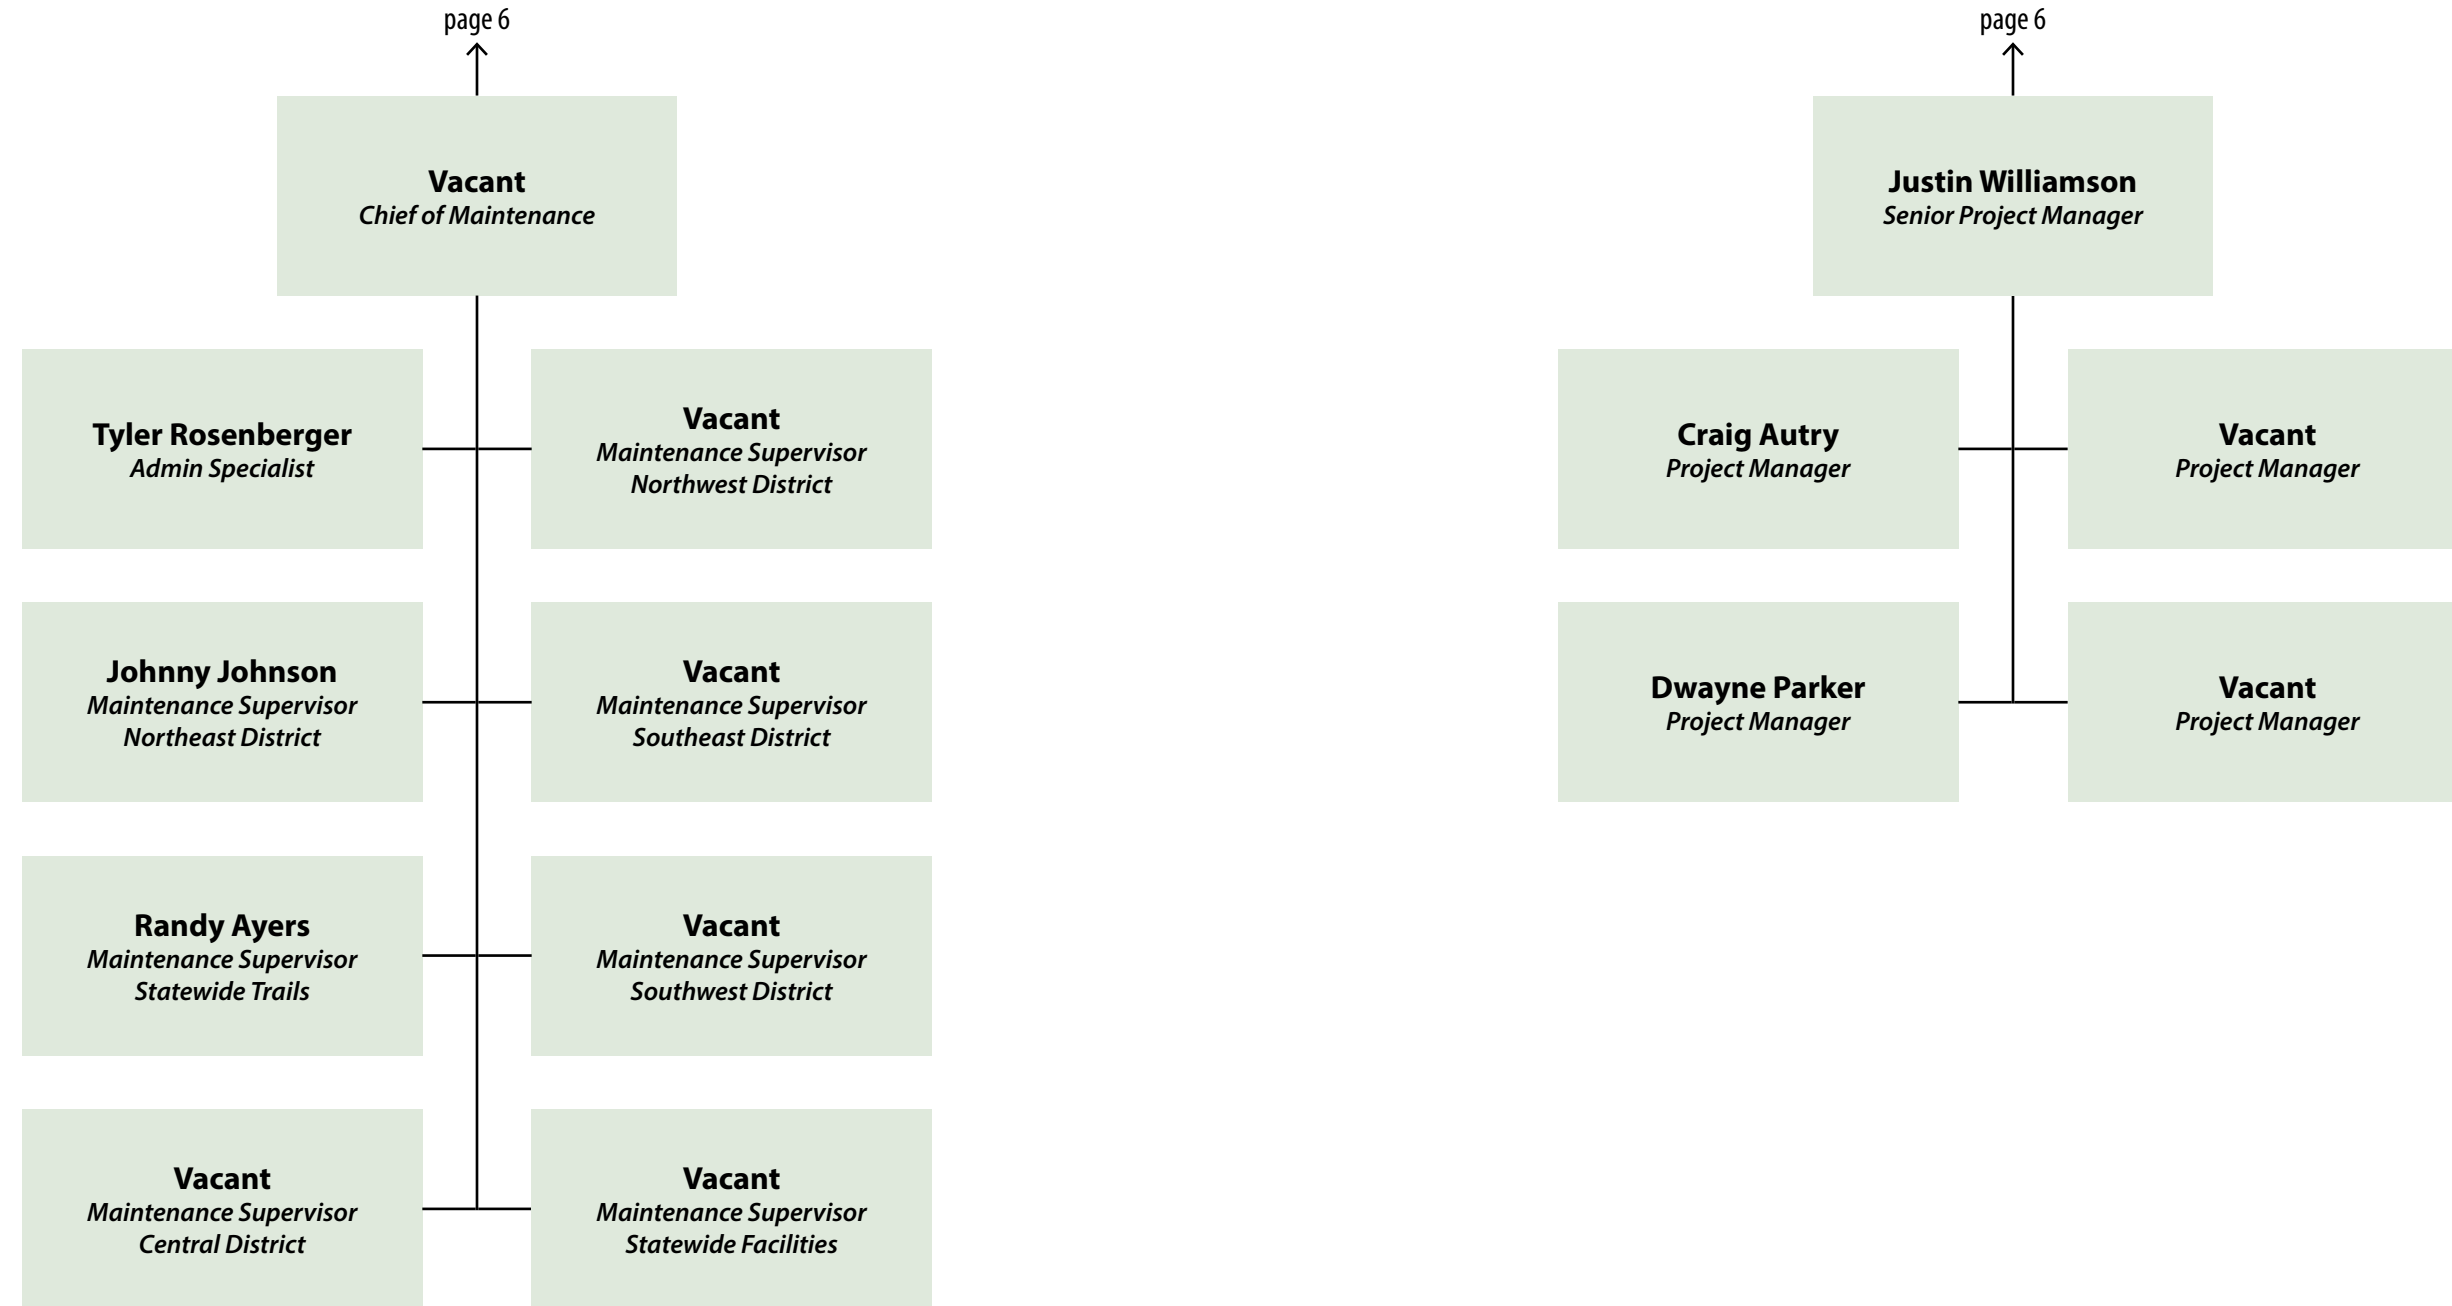 page 6
Vacant
Chief of Maintenance
Tyler Rosenberger
Admin Specialist
Vacant
Maintenance Supervisor
Northwest District
Johnny Johnson
Maintenance Supervisor
Northeast District
Vacant
Maintenance Supervisor
Southeast District
Randy Ayers
Maintenance Supervisor
Statewide Trails
Vacant
Maintenance Supervisor
Southwest District
Vacant
Maintenance Supervisor
Central District
Vacant
Maintenance Supervisor
Statewide Facilities
page 6
Justin Williamson
Senior Project Manager
Craig Autry
Project Manager
Vacant
Project Manager
Dwayne Parker
Project Manager
Vacant
Project Manager